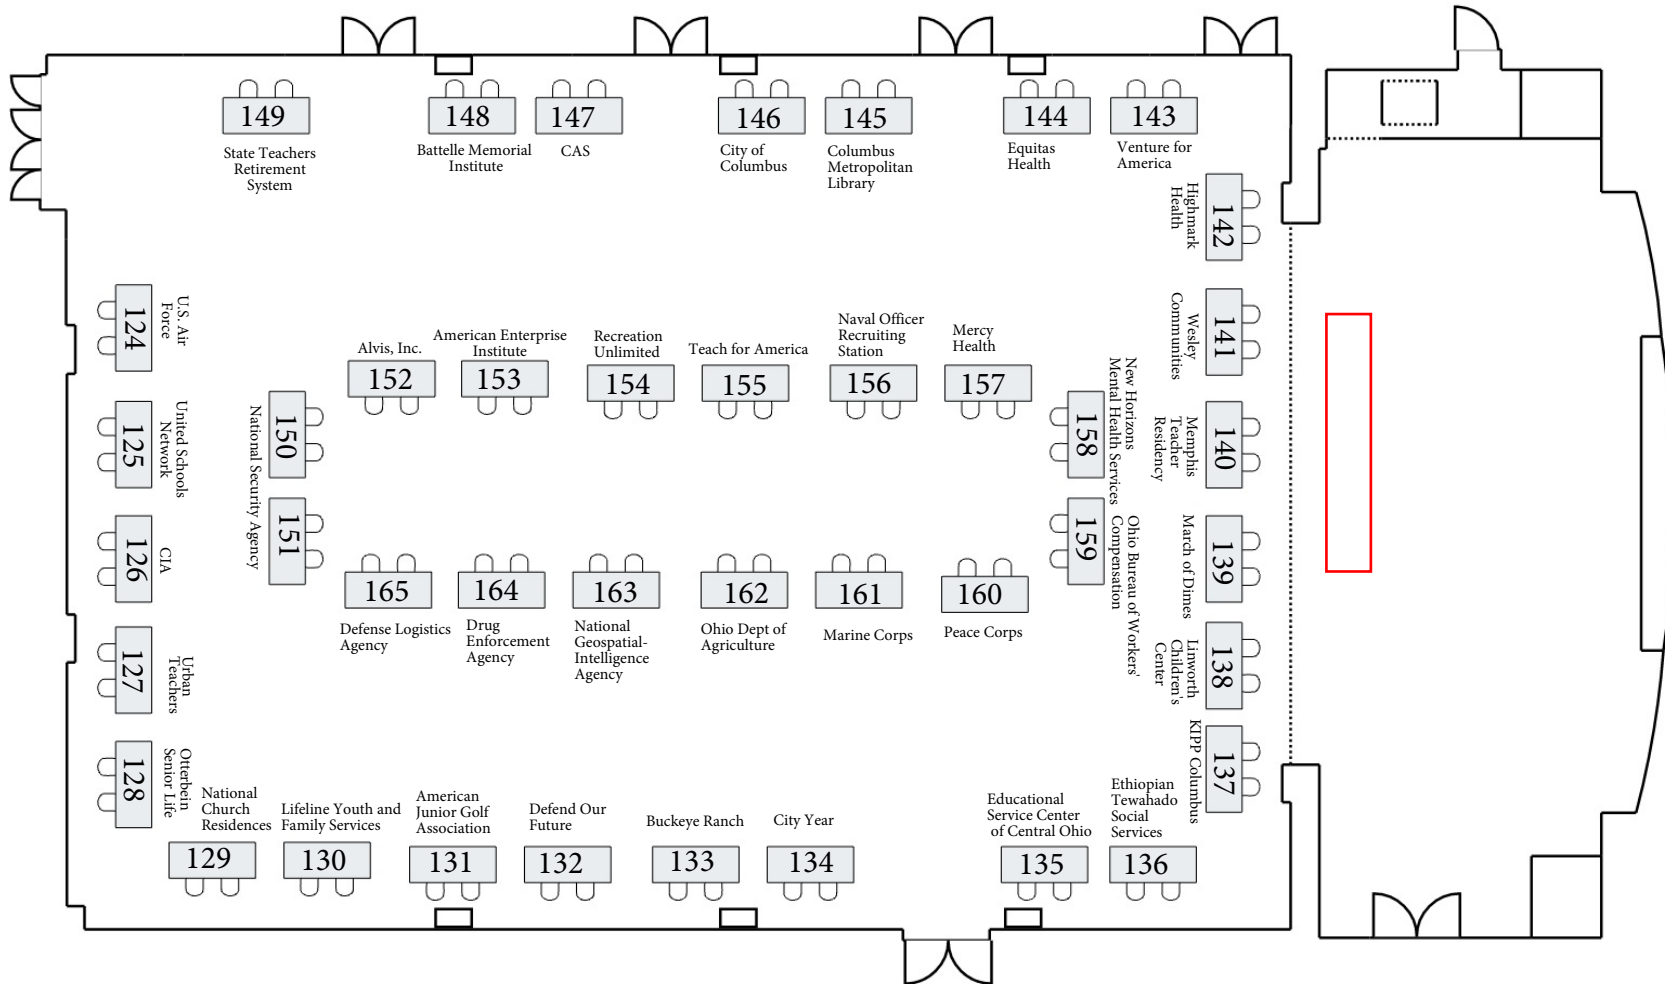 149
State Teachers
Retirement
System
148
Battelle Memorial
Institute
147
CAS
146
City of
Columbus
145
Columbus
Metropolitan
Library
144
Equitas
Health
143
Venture for
America
142
Highmark
Health
141
Wesley
Communities
140
Memphis
Teacher
Residency
139
March of Dimes
138
Linworth
Children's
Center
137
KIPP Columbus
124
U.S. Air
Force
125
United Schools
Network
126
CIA
127
Urban
Teachers
128
Otterbein
Senior Life
150
151
National Security Agency
Alvis, Inc.
152
American Enterprise
Institute
153
Recreation
Unlimited
154
Teach for America
155
Naval Officer
Recruiting
Station
156
Mercy
Health
157
158
New Horizons
Mental Health Services
159
Ohio Bureau of Workers'
Compensation
165
Defense Logistics
Agency
164
Drug
Enforcement
Agency
163
National
Geospatial-
Intelligence
Agency
162
Ohio Dept of
Agriculture
161
Marine Corps
160
Peace Corps
National
Church
Residences
129
Lifeline Youth and
Family Services
130
American
Junior Golf
Association
131
Defend Our
Future
132
Buckeye Ranch
133
City Year
134
Educational
Service Center
of Central Ohio
135
Ethiopian
Tewahado
Social
Services
136